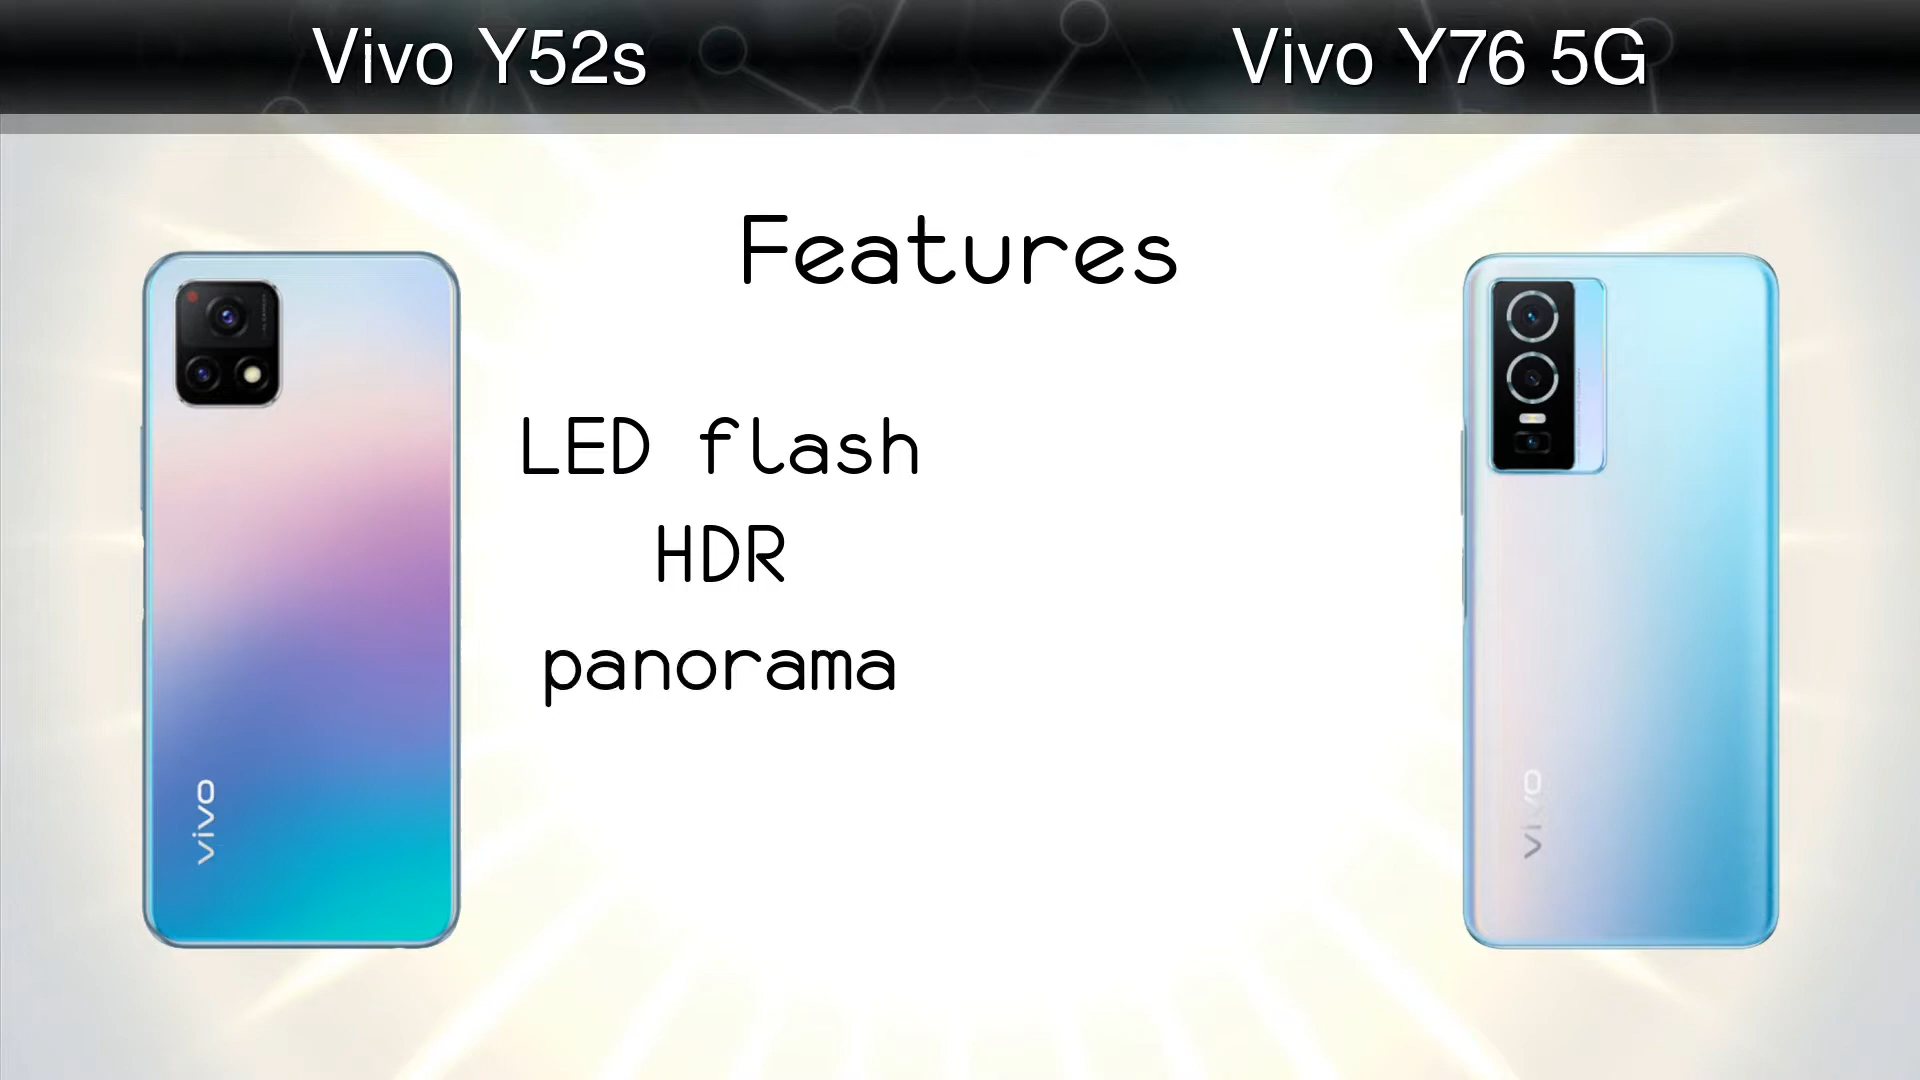 Vivo Y52s
Vivo Y76 5G
Features
LED flash
HDR
panorama
vivo
vivo